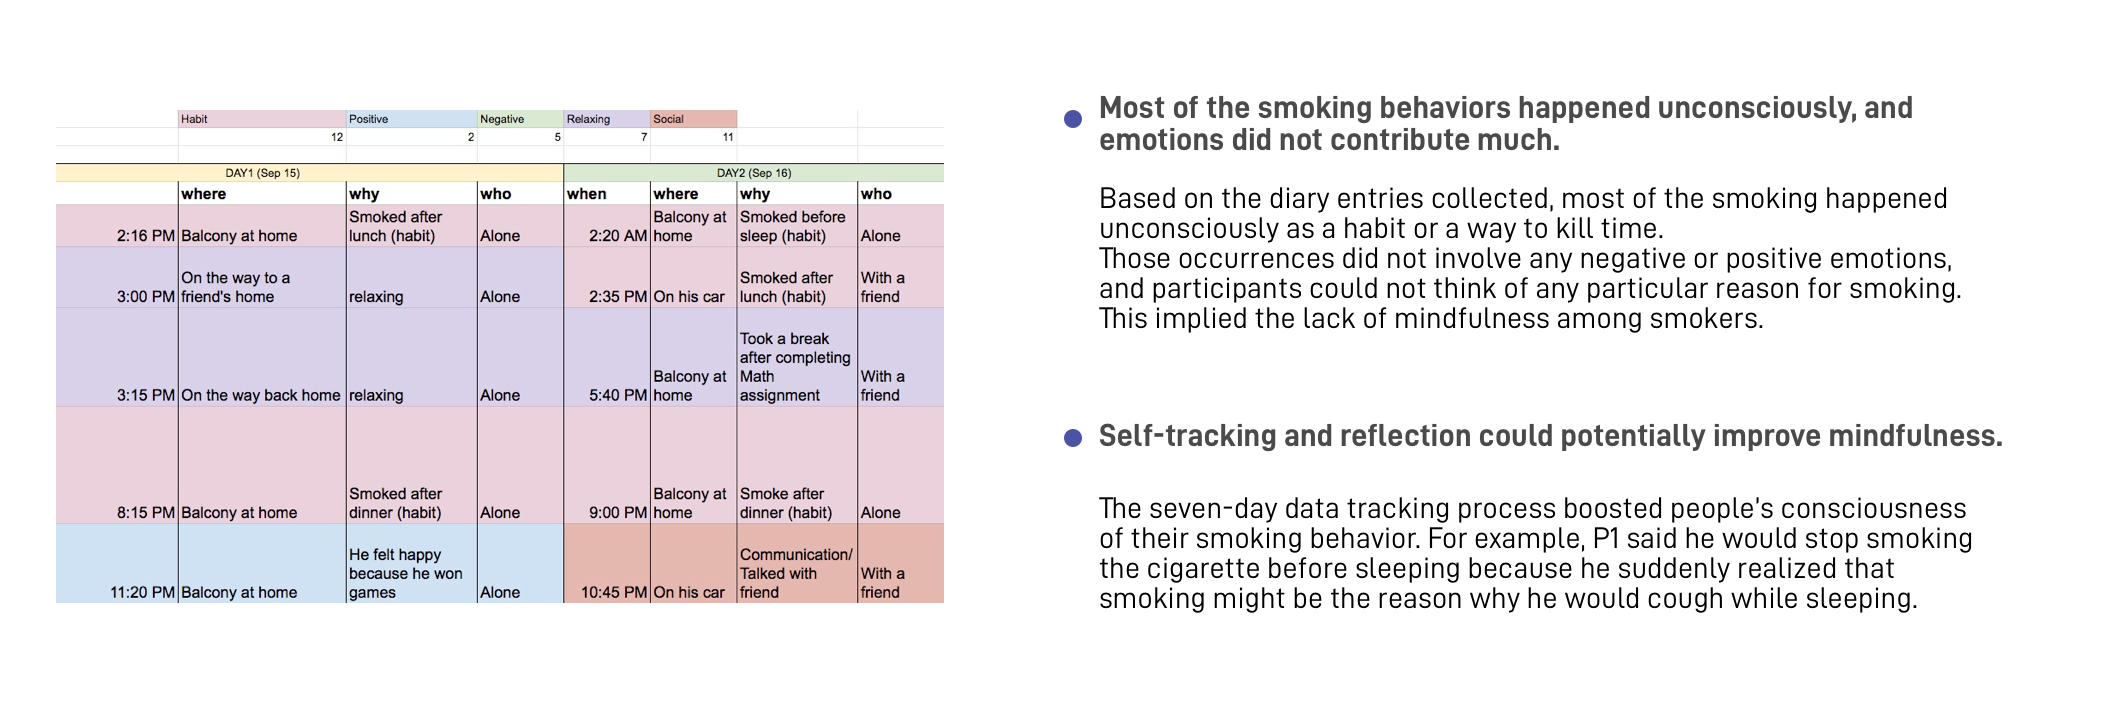 Habit Positive Negative Relaxing Social
12 2 5 7 11
DAY1 (Sep 15) DAY2 (Sep 16)
where why who when where why who
2:16 PM Balcony at home Smoked after lunch (habit) Alone 2:20 AM Balcony at home Smoked before sleep (habit) Alone
3:00 PM On the way to a friend's home relaxing Alone 2:35 PM On his car Smoked after lunch (habit) With a friend
3:15 PM On the way back home relaxing Alone 5:40 PM Balcony at home Took a break after completing Math assignment With a friend
8:15 PM Balcony at home Smoked after dinner (habit) Alone 9:00 PM Balcony at home Smoke after dinner (habit) Alone
11:20 PM Balcony at home He felt happy because he won games Alone 10:45 PM On his car Communication/ Talked with friend With a friend
Most of the smoking behaviors happened unconsciously, and
emotions did not contribute much.
Based on the diary entries collected, most of the smoking happened
unconsciously as a habit or a way to kill time.
Those occurrences did not involve any negative or positive emotions,
and participants could not think of any particular reason for smoking.
This implied the lack of mindfulness among smokers.
Self-tracking and reflection could potentially improve mindfulness.
The seven-day data tracking process boosted people's consciousness
of their smoking behavior. For example, P1 said he would stop smoking
the cigarette before sleeping because he suddenly realized that
smoking might be the reason why he would cough while sleeping.